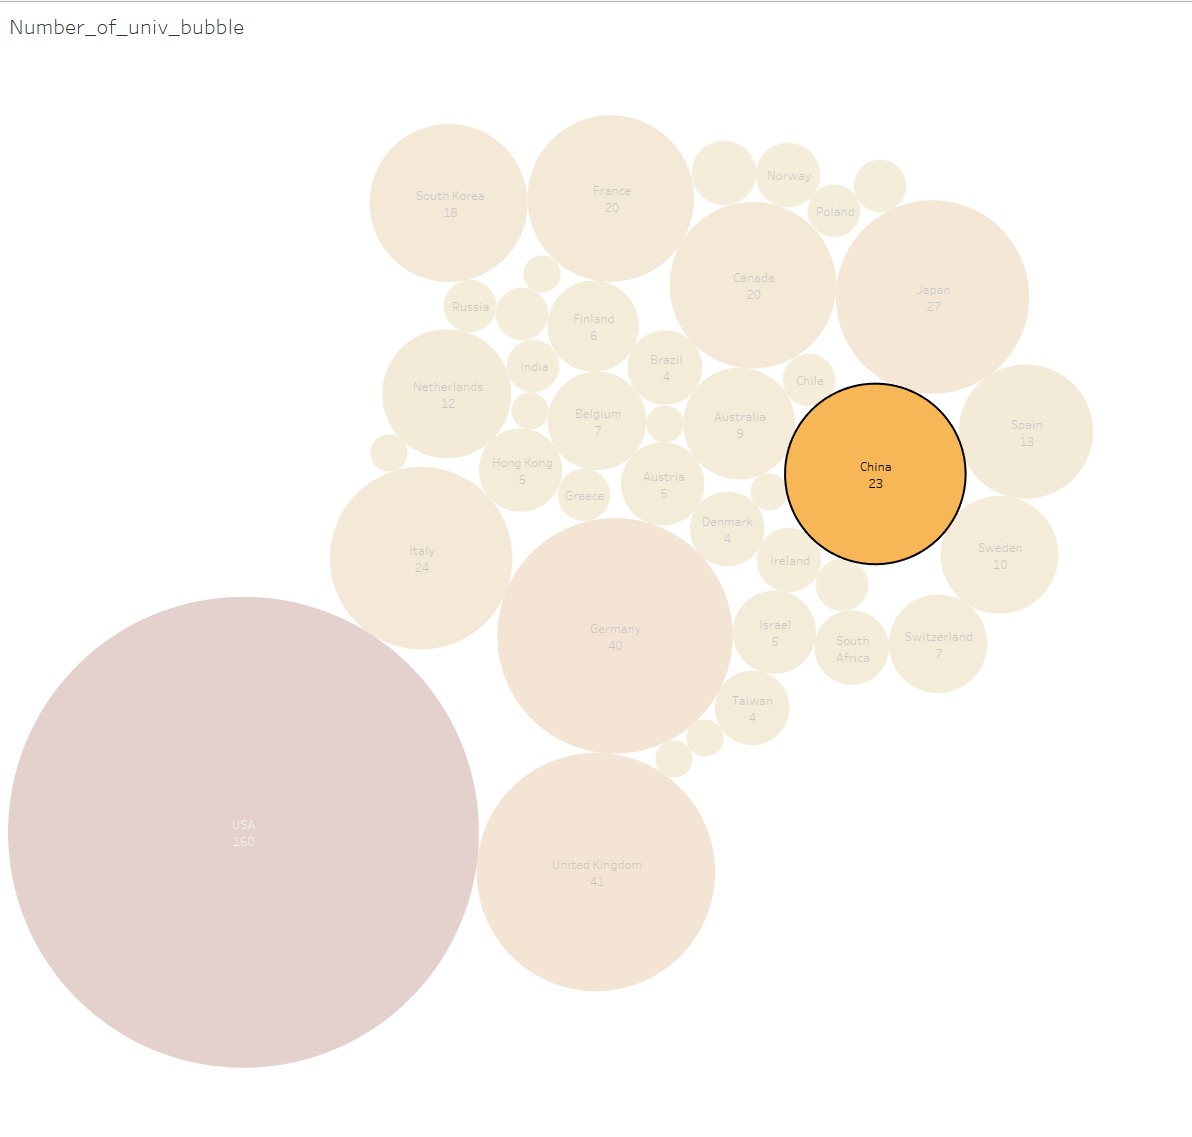 Number_of_univ_bubble
South Korea
18
France
20
Norway
Poland
Canada
20
Japan
27
Russia
Finland
6
India
Brazil
4
Chile
Netherlands
12
Belgium
7
Australia
9
Spain
13
Hong Kong
5
Greece
Austria
5
China
23
Denmark
4
Italy
24
Ireland
Sweden
10
Germany
40
Israel
5
South
Africa
Switzerland
7
Taiwan
4
USA
160
United Kingdom
41